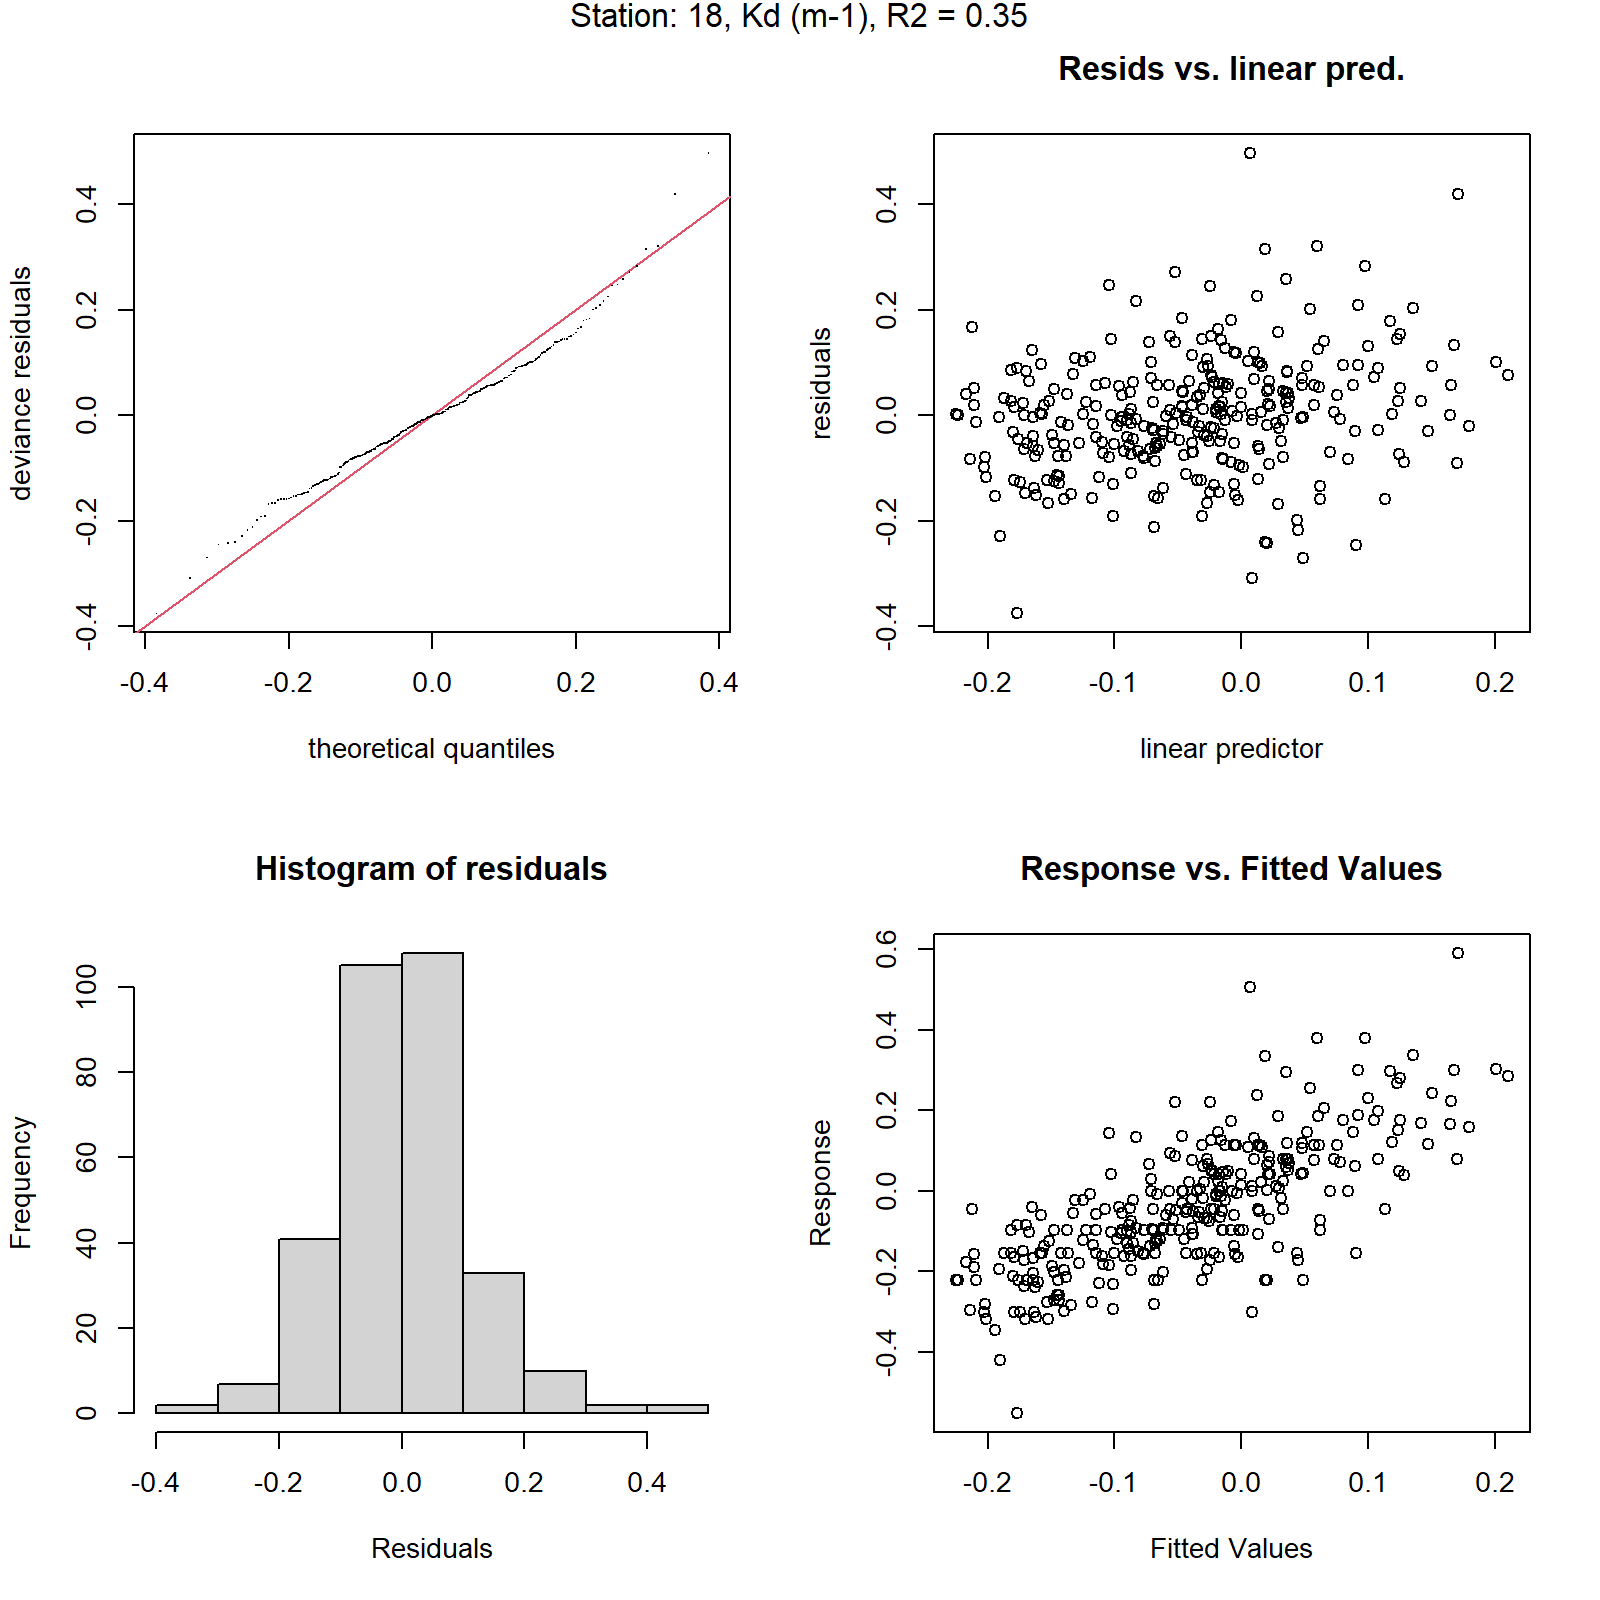 Station: 18, Kd (m-1), R2 = 0.35
deviance residuals
-0.4 -0.2 0.0 0.2 0.4
-0.4 -0.2 0.0 0.2 0.4
theoretical quantiles
Resids vs. linear pred.
residuals
-0.4 -0.2 0.0 0.2 0.4
-0.2 -0.1 0.0 0.1 0.2
linear predictor
Histogram of residuals
Frequency
0 20 40 60 80 100
-0.4 -0.2 0.0 0.2 0.4
Residuals
Response vs. Fitted Values
Response
-0.4 -0.2 0.0 0.2 0.4 0.6
-0.2 -0.1 0.0 0.1 0.2
Fitted Values